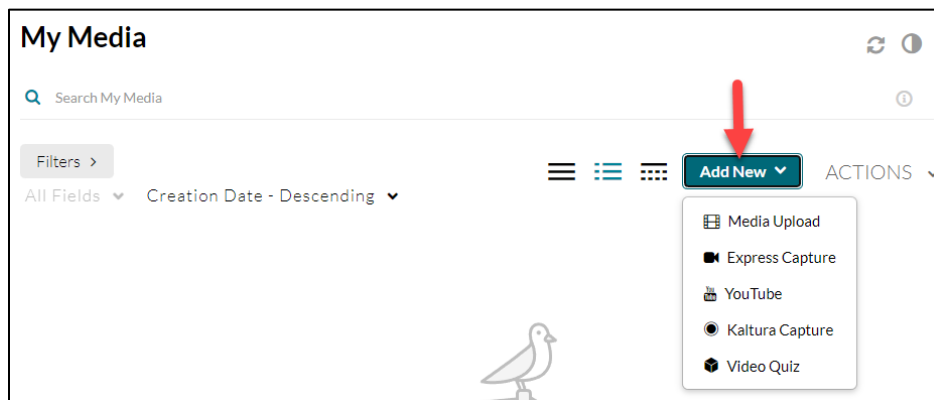 My Media
Search My Media
Filters >
Add New
ACTIONS
All Fields
Creation Date - Descending
Media Upload
Express Capture
YouTube
Kaltura Capture
Video Quiz